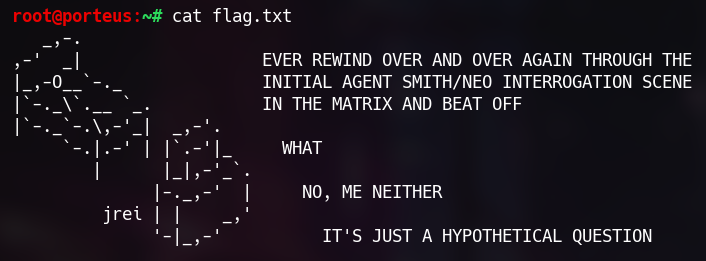 root@porteus:~# cat flag.txt
EVER REWIND OVER AND OVER AGAIN THROUGH THE
INITIAL AGENT SMITH/NEO INTERROGATION SCENE
IN THE MATRIX AND BEAT OFF
WHAT
NO, ME NEITHER
jrei
IT'S JUST A HYPOTHETICAL QUESTION